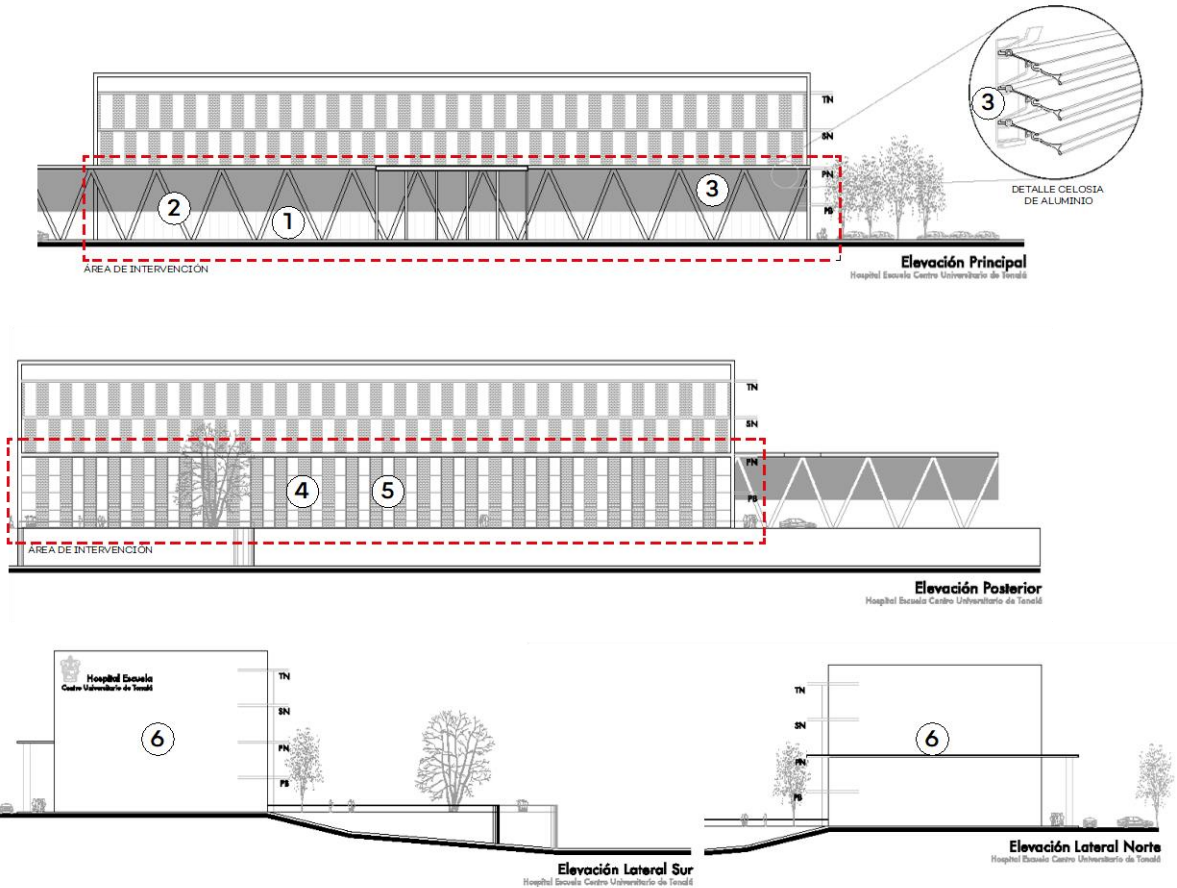 TN
SN
PN
PB
3
DETALLE CELOSIA
DE ALUMINIO
2
1
3
ÁREA DE INTERVENCIÓN
Elevación Principal
Hospital Escuela Centro Universitario de Tonalá
TN
SN
PN
PB
4
5
ÁREA DE INTERVENCIÓN
Elevación Posterior
Hospital Escuela Centro Universitario de Tonalá
Hospital Escuela
Centro Universitario de Tonalá
6
TN
SN
PN
PB
Elevación Lateral Sur
Hospital Escuela Centro Universitario de Tonalá
TN
SN
PN
PB
6
Elevación Lateral Norte
Hospital Escuela Centro Universitario de Tonalá